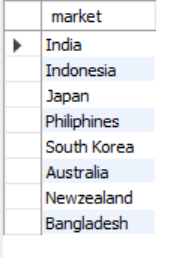 market
India
Indonesia
Japan
Philiphines
South Korea
Australia
Newzealand
Bangladesh